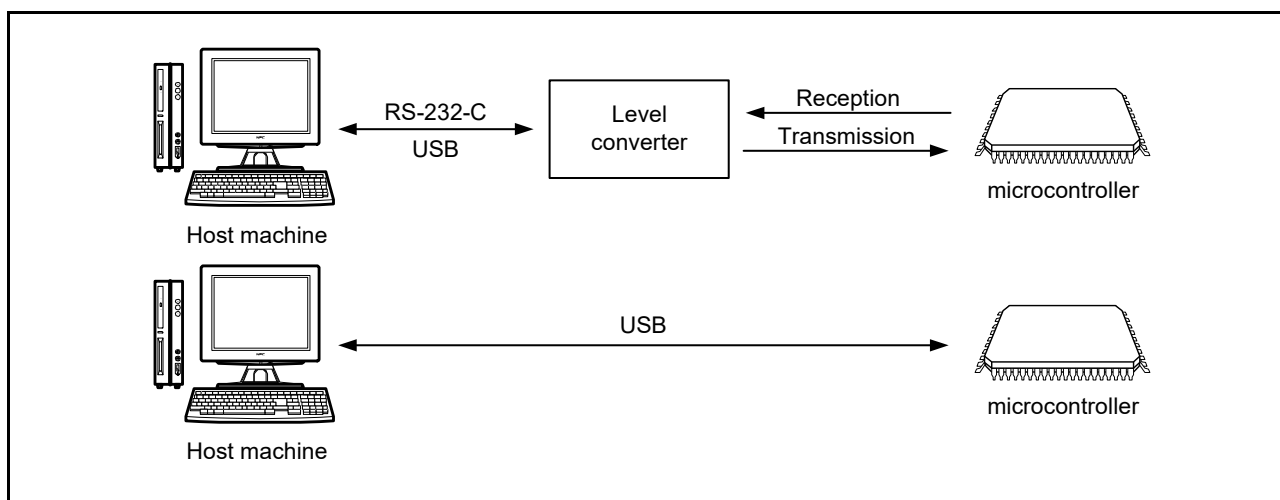 RS-232-C
USB
Level
converter
Reception
Transmission
microcontroller
Host machine
USB
microcontroller
Host machine